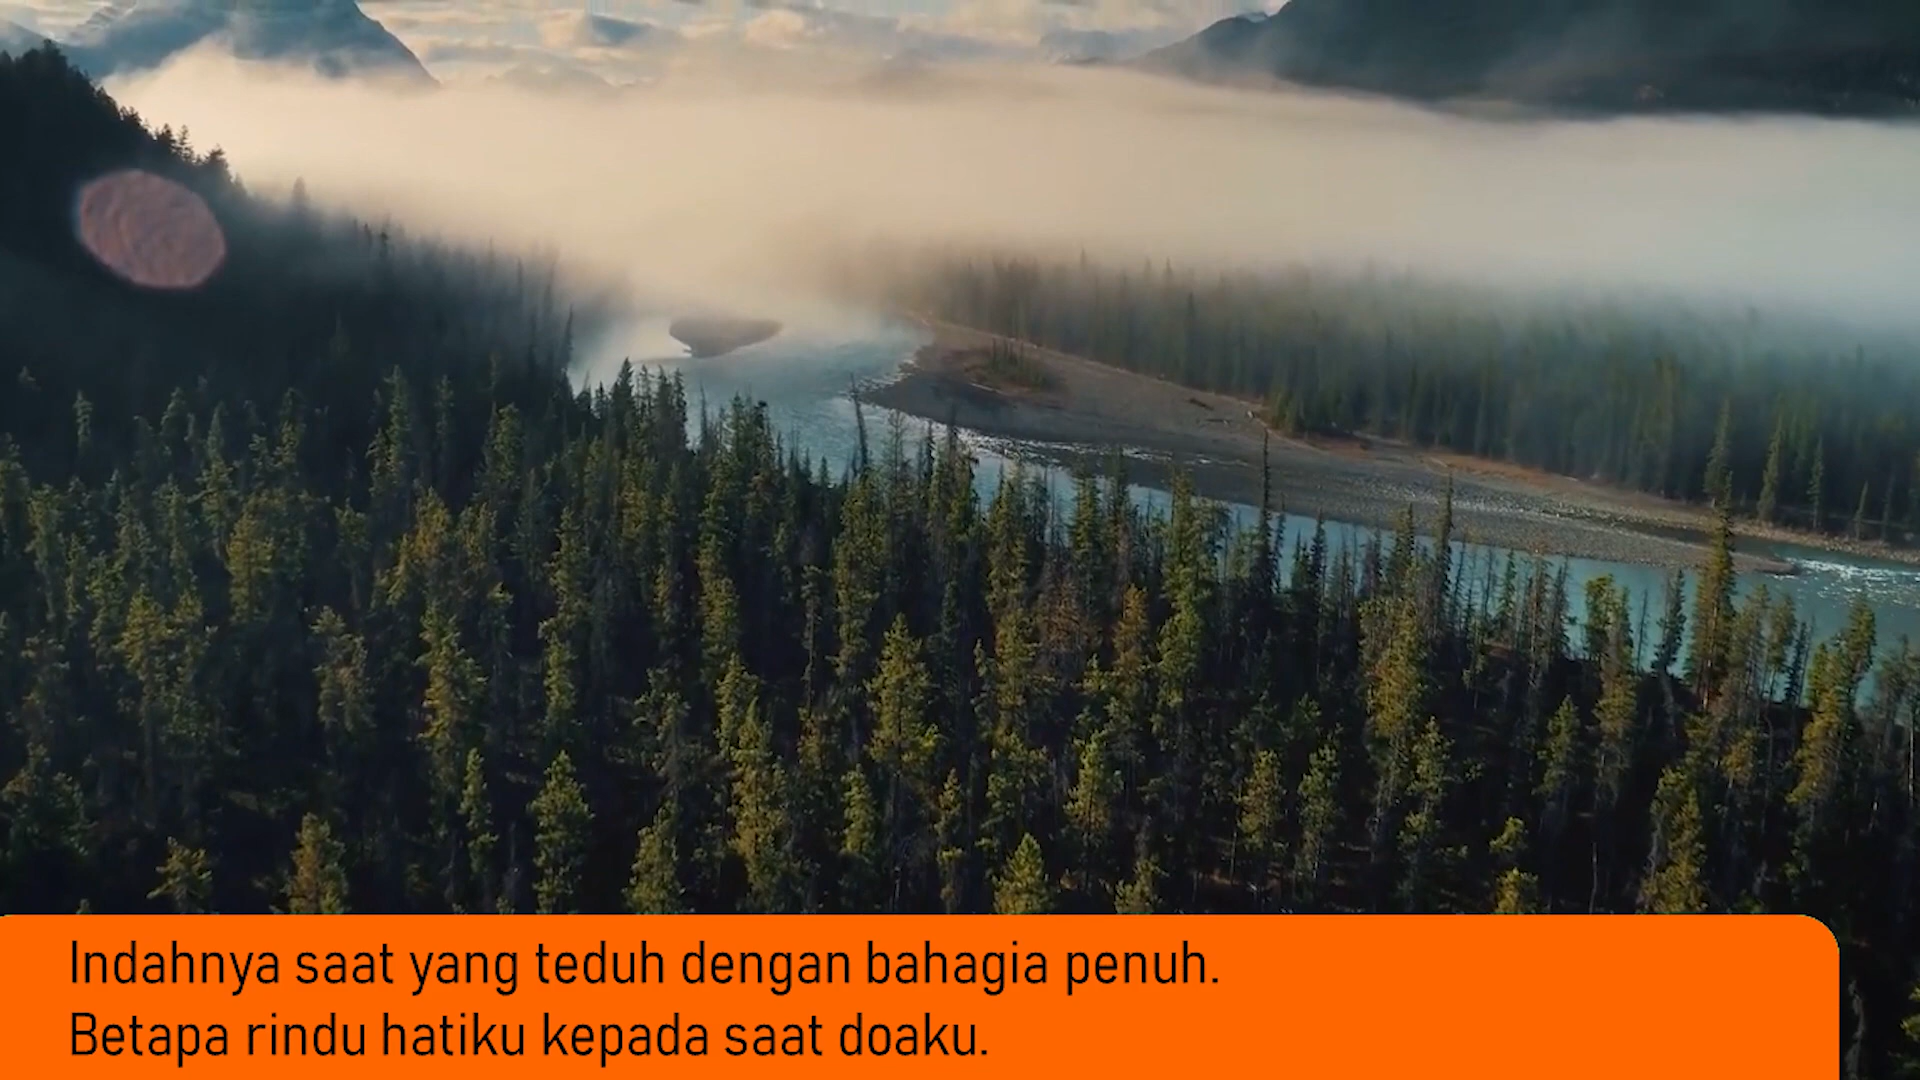 Indahnya saat yang teduh dengan bahagia penuh.
Betapa rindu hatiku kepada saat doaku.